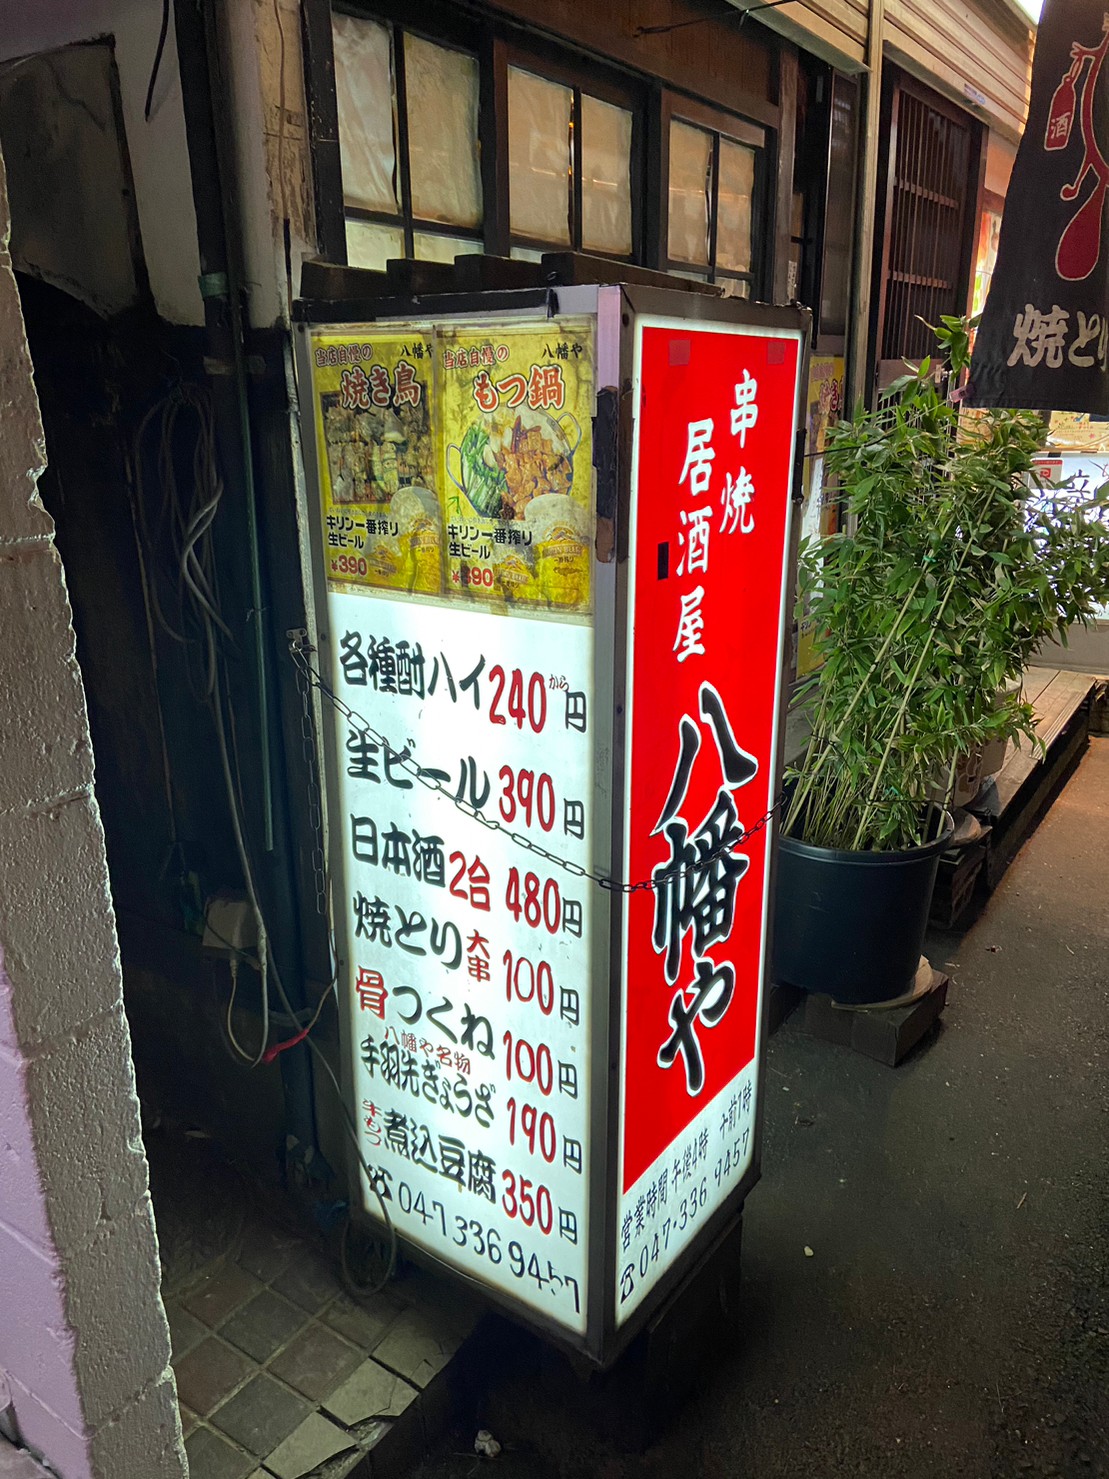 当店自慢の
八幡や
焼き鳥
キリン一番搾り
生ビール
¥390
当店自慢の
八幡や
もつ鍋
キリン一番搾り
生ビール
¥390
各種酎ハイ240から円
生ビール390円
日本酒2合480円
焼とり大串100円
骨つくね100円
八幡や名物
手羽先ぎょうざ190円
牛もつ煮込豆腐350円
☎047 336 9457
串焼
居酒屋
八幡や
営業時間 午後4時 午前1時
☎047・336 9457
酒
焼とり